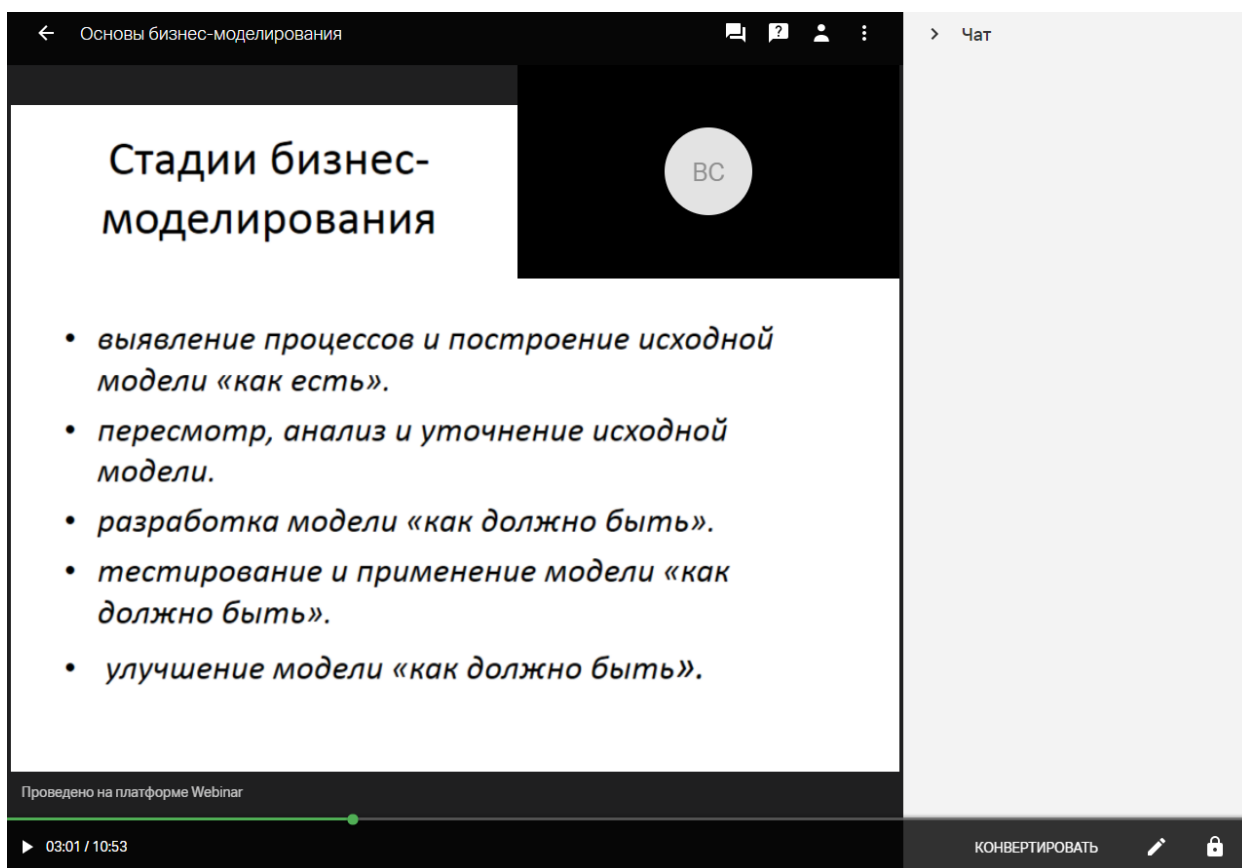 Основы бизнес-моделирования
?
Чат
Стадии бизнес-
моделирования
ВС
• выявление процессов и построение исходной
модели «как есть».
• пересмотр, анализ и уточнение исходной
модели.
• разработка модели «как должно быть».
• тестирование и применение модели «как
должно быть».
• улучшение модели «как должно быть».
Проведено на платформе Webinar
03:01 / 10:53
КОНВЕРТИРОВАТЬ